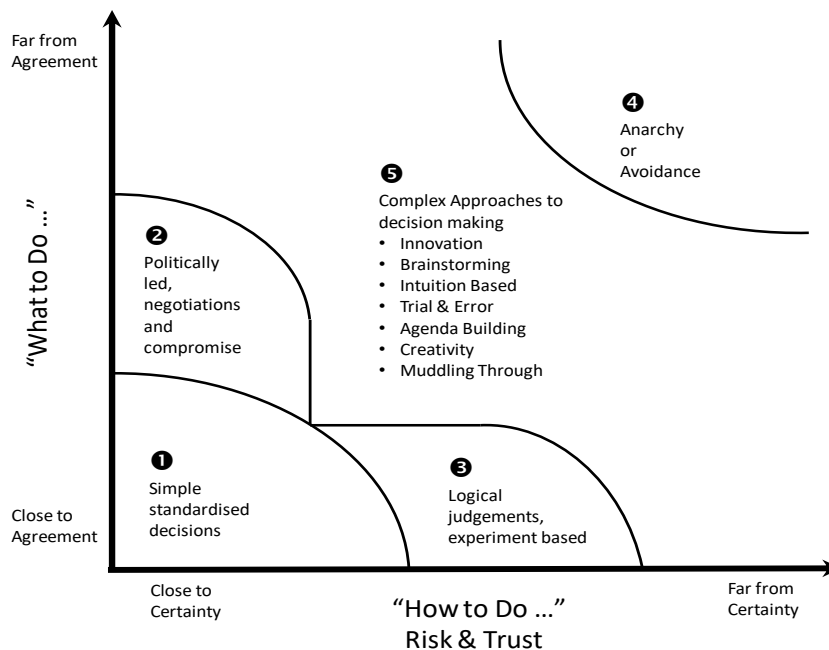 Far from
Agreement
❹
Anarchy
or
Avoidance
❺
Complex Approaches to
decision making
• Innovation
• Brainstorming
• Intuition Based
• Trial & Error
• Agenda Building
• Creativity
• Muddling Through
❷
Politically
led,
negotiations
and
compromise
“What to Do ...”
❶
Simple
standardised
decisions
❸
Logical
judgements,
experiment based
Close to
Agreement
Close to
Certainty
“How to Do ...”
Risk & Trust
Far from
Certainty